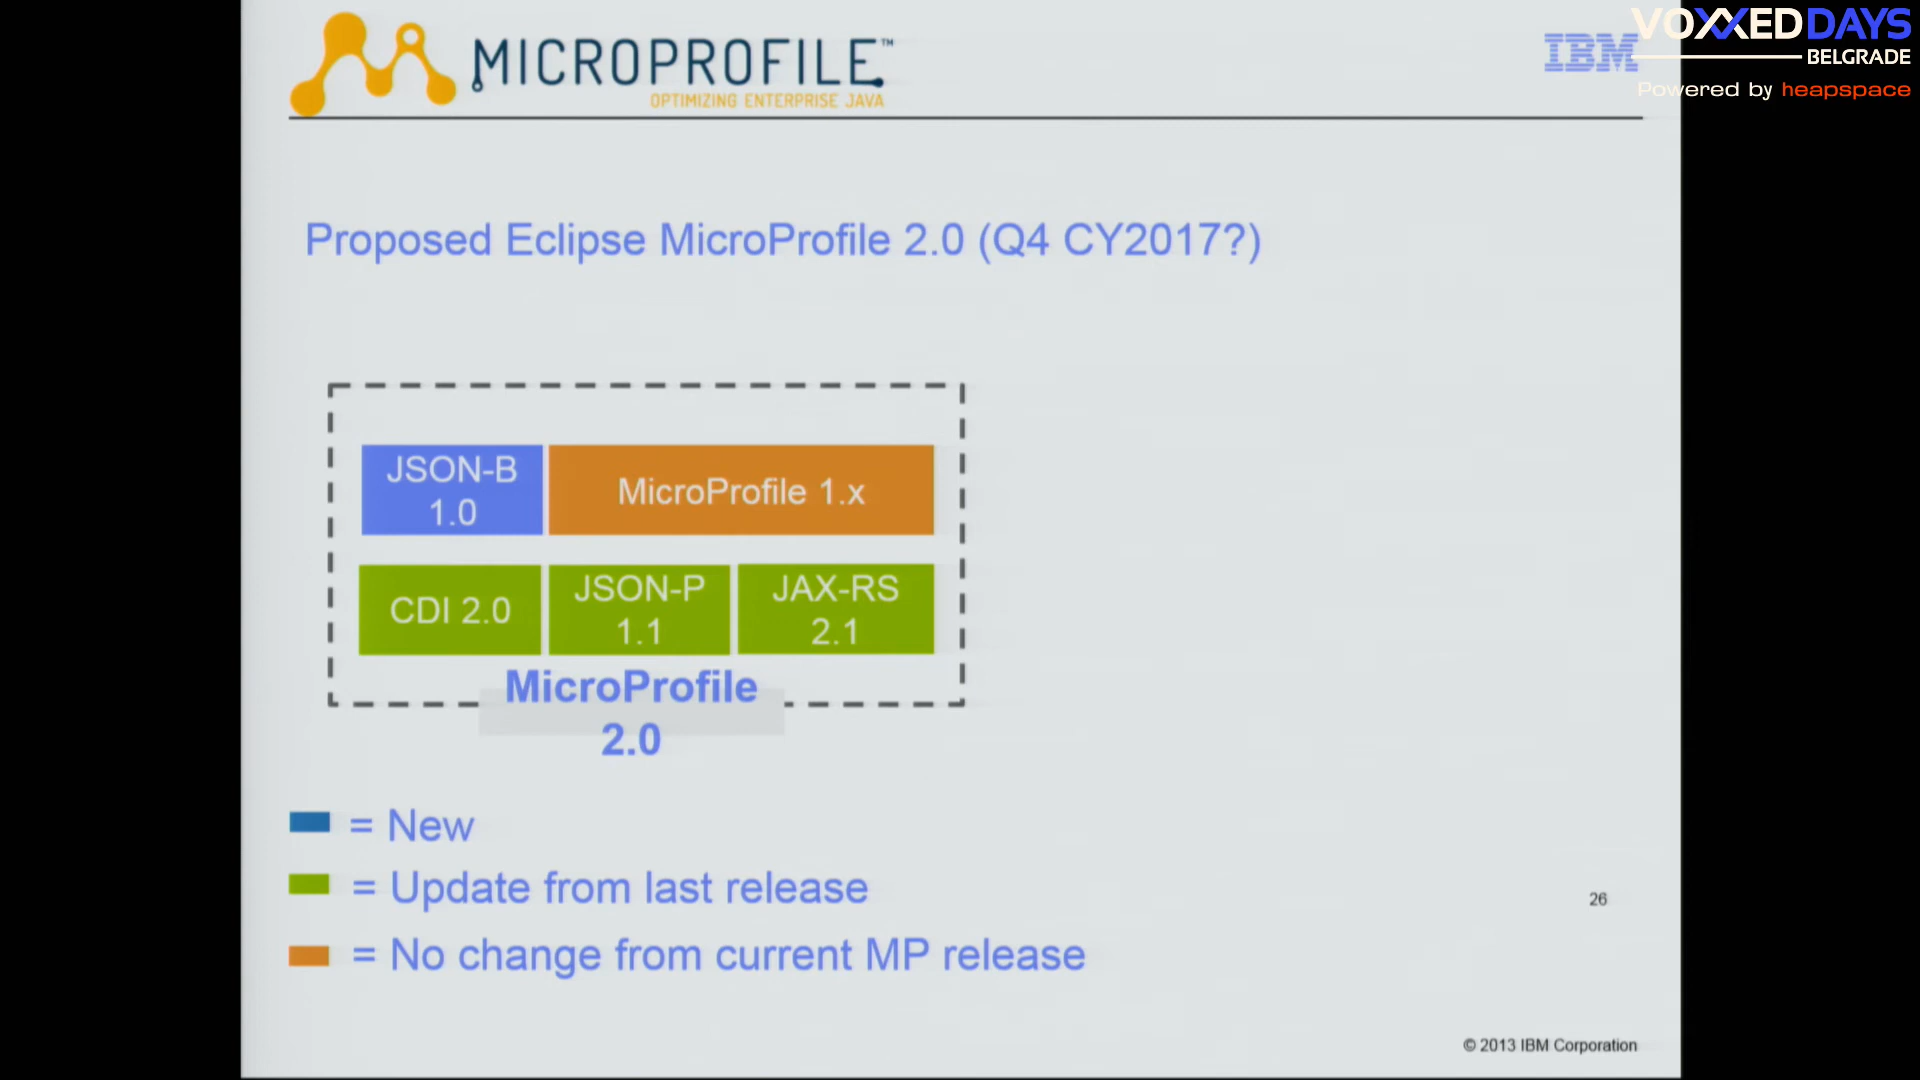 MICROPROFILE™
OPTIMIZING ENTERPRISE JAVA
IBM
VOXXED DAYS
BELGRADE
Powered by heapspace
Proposed Eclipse MicroProfile 2.0 (Q4 CY2017?)
JSON-B
1.0
MicroProfile 1.x
CDI 2.0
JSON-P
1.1
JAX-RS
2.1
MicroProfile
2.0
= New
= Update from last release
= No change from current MP release
26
© 2013 IBM Corporation